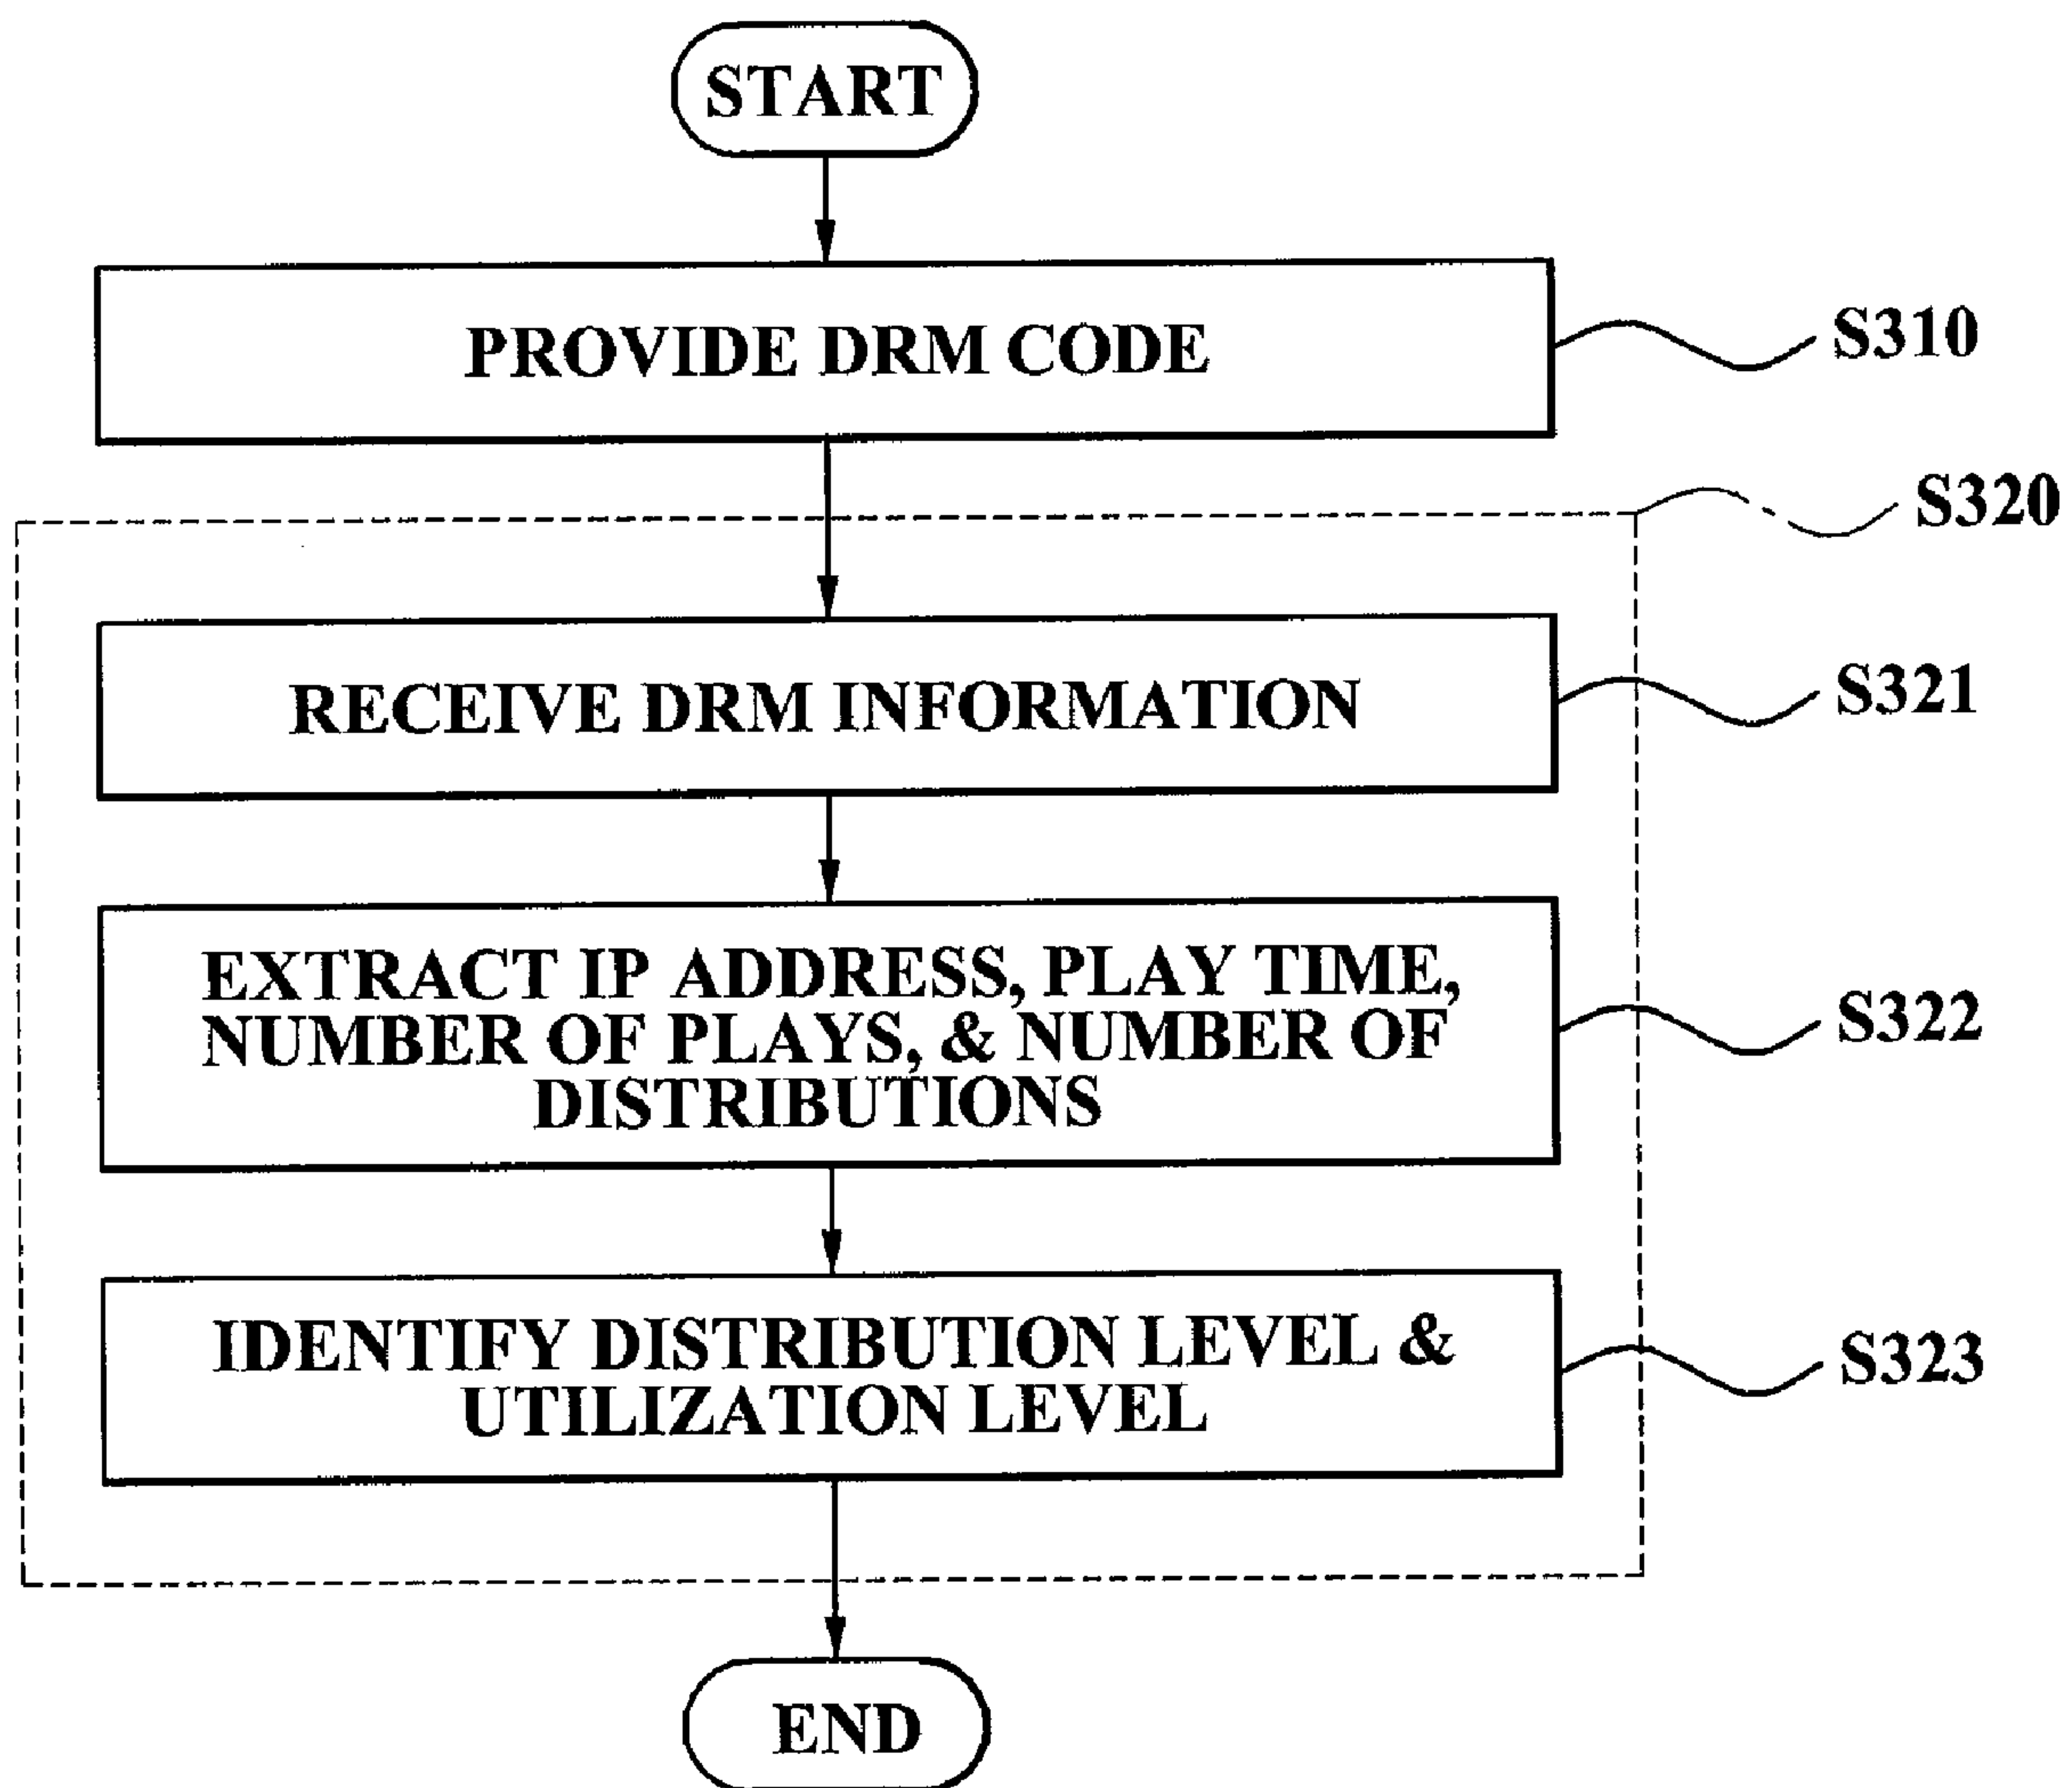 START
PROVIDE DRM CODE
S310
S320
RECEIVE DRM INFORMATION
S321
EXTRACT IP ADDRESS, PLAY TIME,
NUMBER OF PLAYS, & NUMBER OF
DISTRIBUTIONS
S322
IDENTIFY DISTRIBUTION LEVEL &
UTILIZATION LEVEL
S323
END